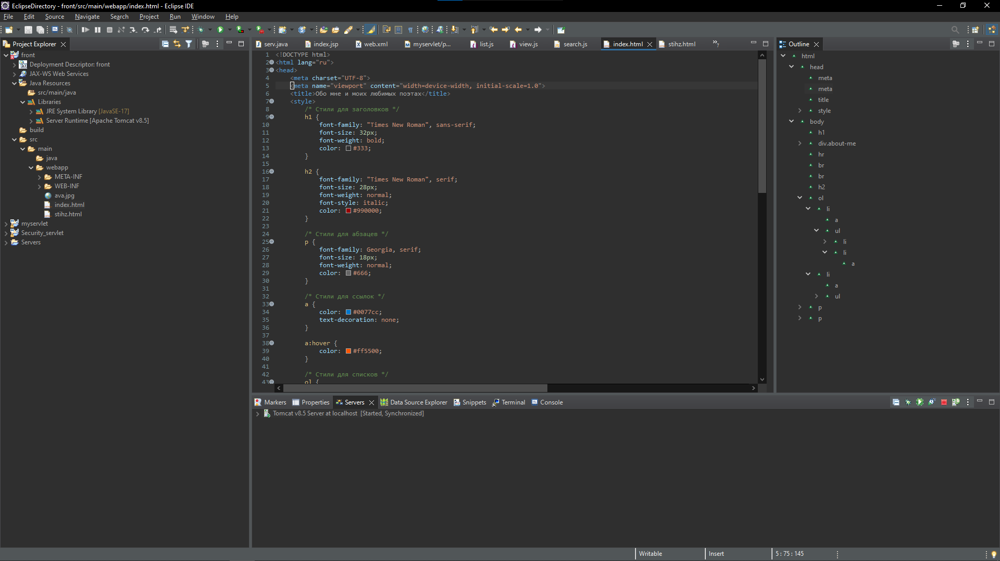 EclipseDirectory - front/src/main/webapp/index.html - Eclipse IDE
File Edit Source Navigate Search Project Run Window Help
Project Explorer
front
Deployment Descriptor: front
JAX-WS Web Services
Java Resources
src/main/java
Libraries
JRE System Library [JavaSE-17]
Server Runtime [Apache Tomcat v8.5]
build
src
main
java
webapp
META-INF
WEB-INF
ava.jpg
index.html
stihz.html
myservlet
Security_servlet
Servers
serv.java index.jsp web.xml myservlet/p... list.js view.js search.js index.html stihz.html »7
1 <!DOCTYPE html>
2 <html lang="ru">
3 <head>
4 <meta charset="UTF-8">
5 <meta name="viewport" content="width=device-width, initial-scale=1.0">
6 <title>Обо мне и моих любимых поэтах</title>
7 <style>
8 /* Стили для заголовков */
9 h1 {
10 font-family: "Times New Roman", sans-serif;
11 font-size: 32px;
12 font-weight: bold;
13 color: #333;
14 }
15
16 h2 {
17 font-family: "Times New Roman", serif;
18 font-size: 28px;
19 font-weight: normal;
20 font-style: italic;
21 color: #990000;
22 }
23
24 /* Стили для абзацев */
25 p {
26 font-family: Georgia, serif;
27 font-size: 18px;
28 font-weight: normal;
29 color: #666;
30 }
31
32 /* Стили для ссылок */
33 a {
34 color: #0077cc;
35 text-decoration: none;
36 }
37
38 a:hover {
39 color: #ff5500;
40 }
41
42 /* Стили для списков */
43 ol {
Outline
html
head
meta
meta
title
style
body
h1
div.about-me
hr
br
br
h2
ol
li
a
ul
li
li
a
li
a
ul
p
p
Markers Properties Servers Data Source Explorer Snippets Terminal Console
Tomcat v8.5 Server at localhost [Started, Synchronized]
Writable Insert 5 : 75 : 145